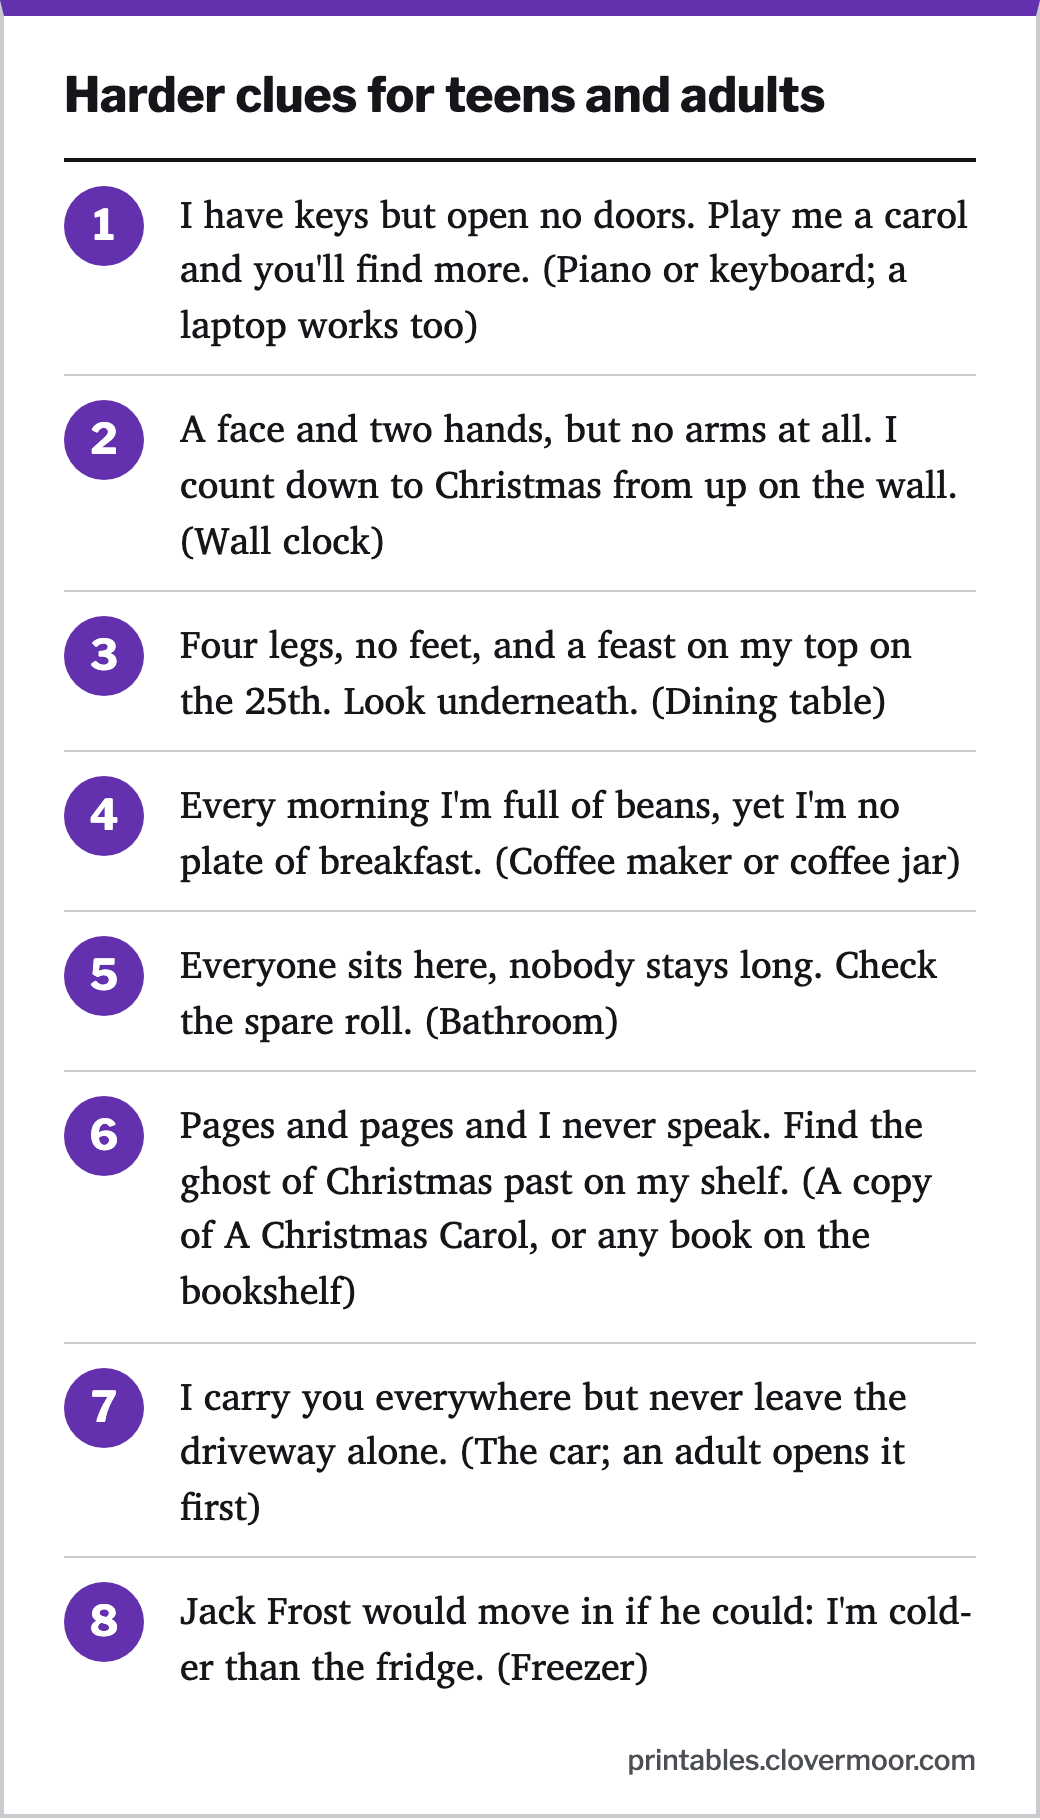 Harder clues for teens and adults
1
I have keys but open no doors. Play me a carol
and you'll find more. (Piano or keyboard; a
laptop works too)
2
A face and two hands, but no arms at all. I
count down to Christmas from up on the wall.
(Wall clock)
3
Four legs, no feet, and a feast on my top on
the 25th. Look underneath. (Dining table)
4
Every morning I'm full of beans, yet I'm no
plate of breakfast. (Coffee maker or coffee jar)
5
Everyone sits here, nobody stays long. Check
the spare roll. (Bathroom)
6
Pages and pages and I never speak. Find the
ghost of Christmas past on my shelf. (A copy
of A Christmas Carol, or any book on the
bookshelf)
7
I carry you everywhere but never leave the
driveway alone. (The car; an adult opens it
first)
8
Jack Frost would move in if he could: I'm cold-
er than the fridge. (Freezer)
printables.clovermoor.com